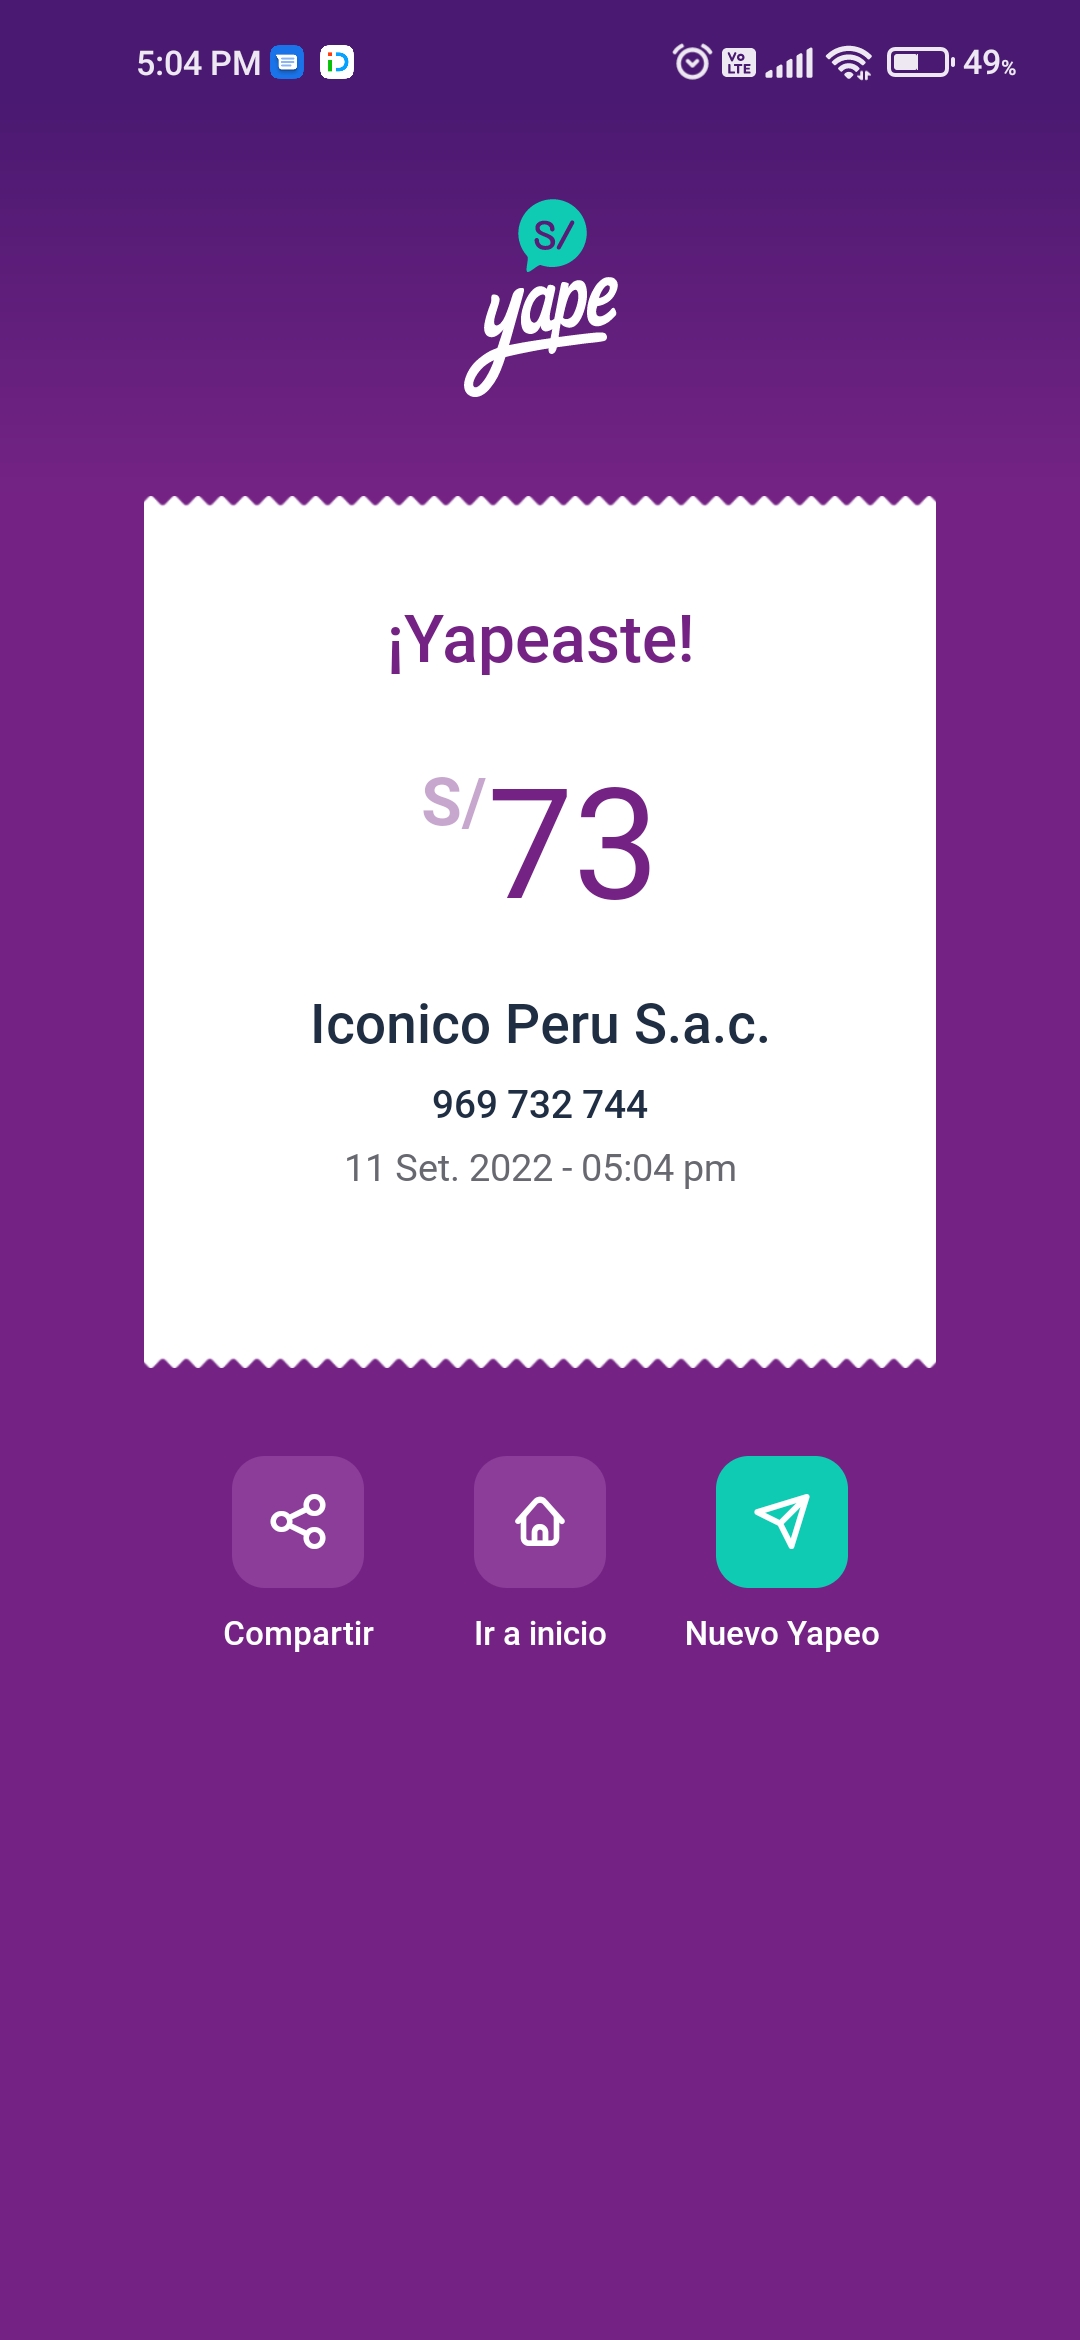 5:04 PM
Vo LTE
49%
S/
yape
¡Yapeaste!
S/73
Iconico Peru S.a.c.
969 732 744
11 Set. 2022 - 05:04 pm
Compartir Ir a inicio Nuevo Yapeo